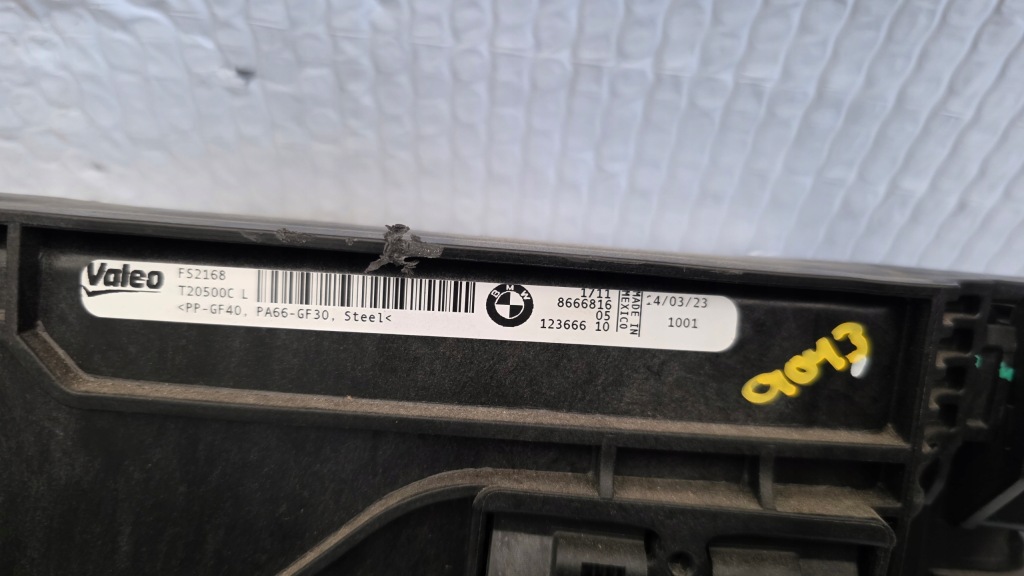 Valeo
F52168
T20500C L
<PP-GF40, PA66-GF30, Steel<
BMW
1/11
8666816
05
123666 10
MADE IN
MEXICO
14/03/23
1001
9043